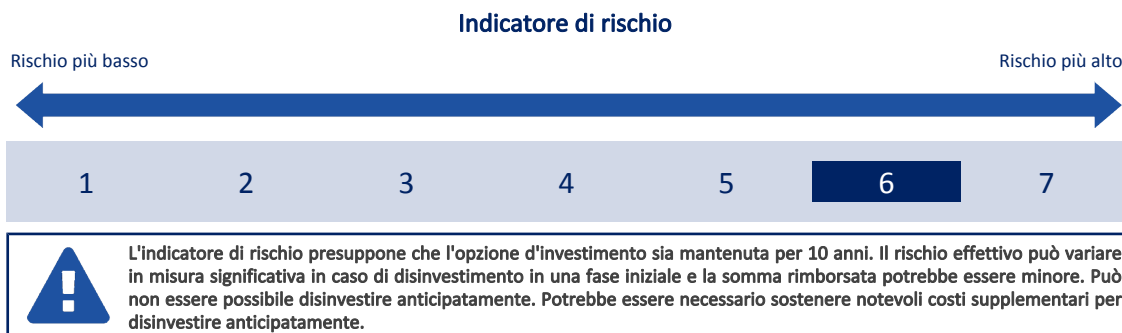 Indicatore di rischio
Rischio più basso
Rischio più alto
1 2 3 4 5 6 7
L'indicatore di rischio presuppone che l'opzione d'investimento sia mantenuta per 10 anni. Il rischio effettivo può variare
in misura significativa in caso di disinvestimento in una fase iniziale e la somma rimborsata potrebbe essere minore. Può
non essere possibile disinvestire anticipatamente. Potrebbe essere necessario sostenere notevoli costi supplementari per
disinvestire anticipatamente.